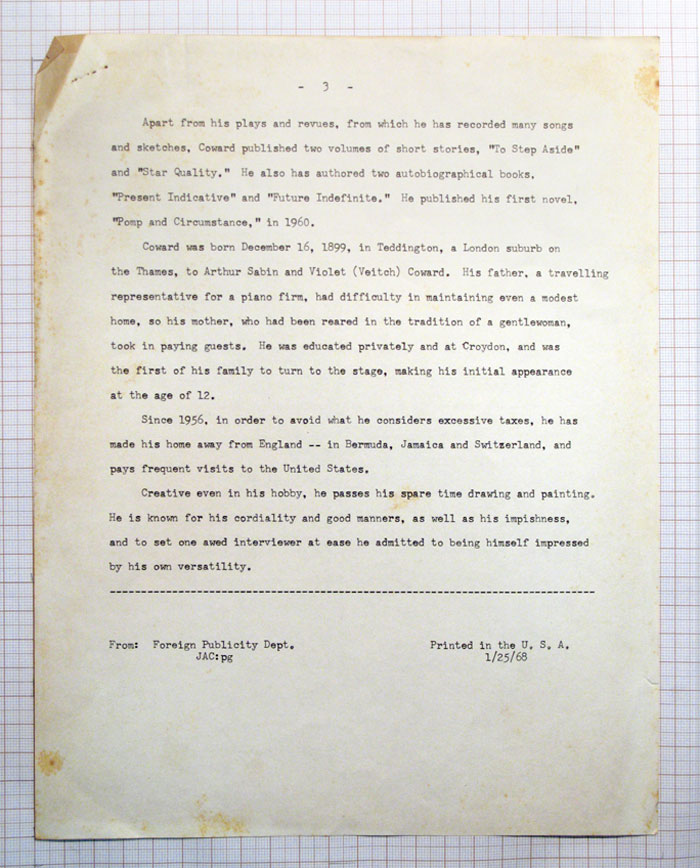 - 3 -
Apart from his plays and revues, from which he has recorded many songs
and sketches, Coward published two volumes of short stories, "To Step Aside"
and "Star Quality." He also has authored two autobiographical books,
"Present Indicative" and "Future Indefinite." He published his first novel,
"Pomp and Circumstance," in 1960.
Coward was born December 16, 1899, in Teddington, a London suburb on
the Thames, to Arthur Sabin and Violet (Veitch) Coward. His father, a travelling
representative for a piano firm, had difficulty in maintaining even a modest
home, so his mother, who had been reared in the tradition of a gentlewoman,
took in paying guests. He was educated privately and at Croydon, and was
the first of his family to turn to the stage, making his initial appearance
at the age of 12.
Since 1956, in order to avoid what he considers excessive taxes, he has
made his home away from England -- in Bermuda, Jamaica and Switzerland, and
pays frequent visits to the United States.
Creative even in his hobby, he passes his spare time drawing and painting.
He is known for his cordiality and good manners, as well as his impishness,
and to set one awed interviewer at ease he admitted to being himself impressed
by his own versatility.
From: Foreign Publicity Dept.
JAC:pg
Printed in the U. S. A.
1/25/68